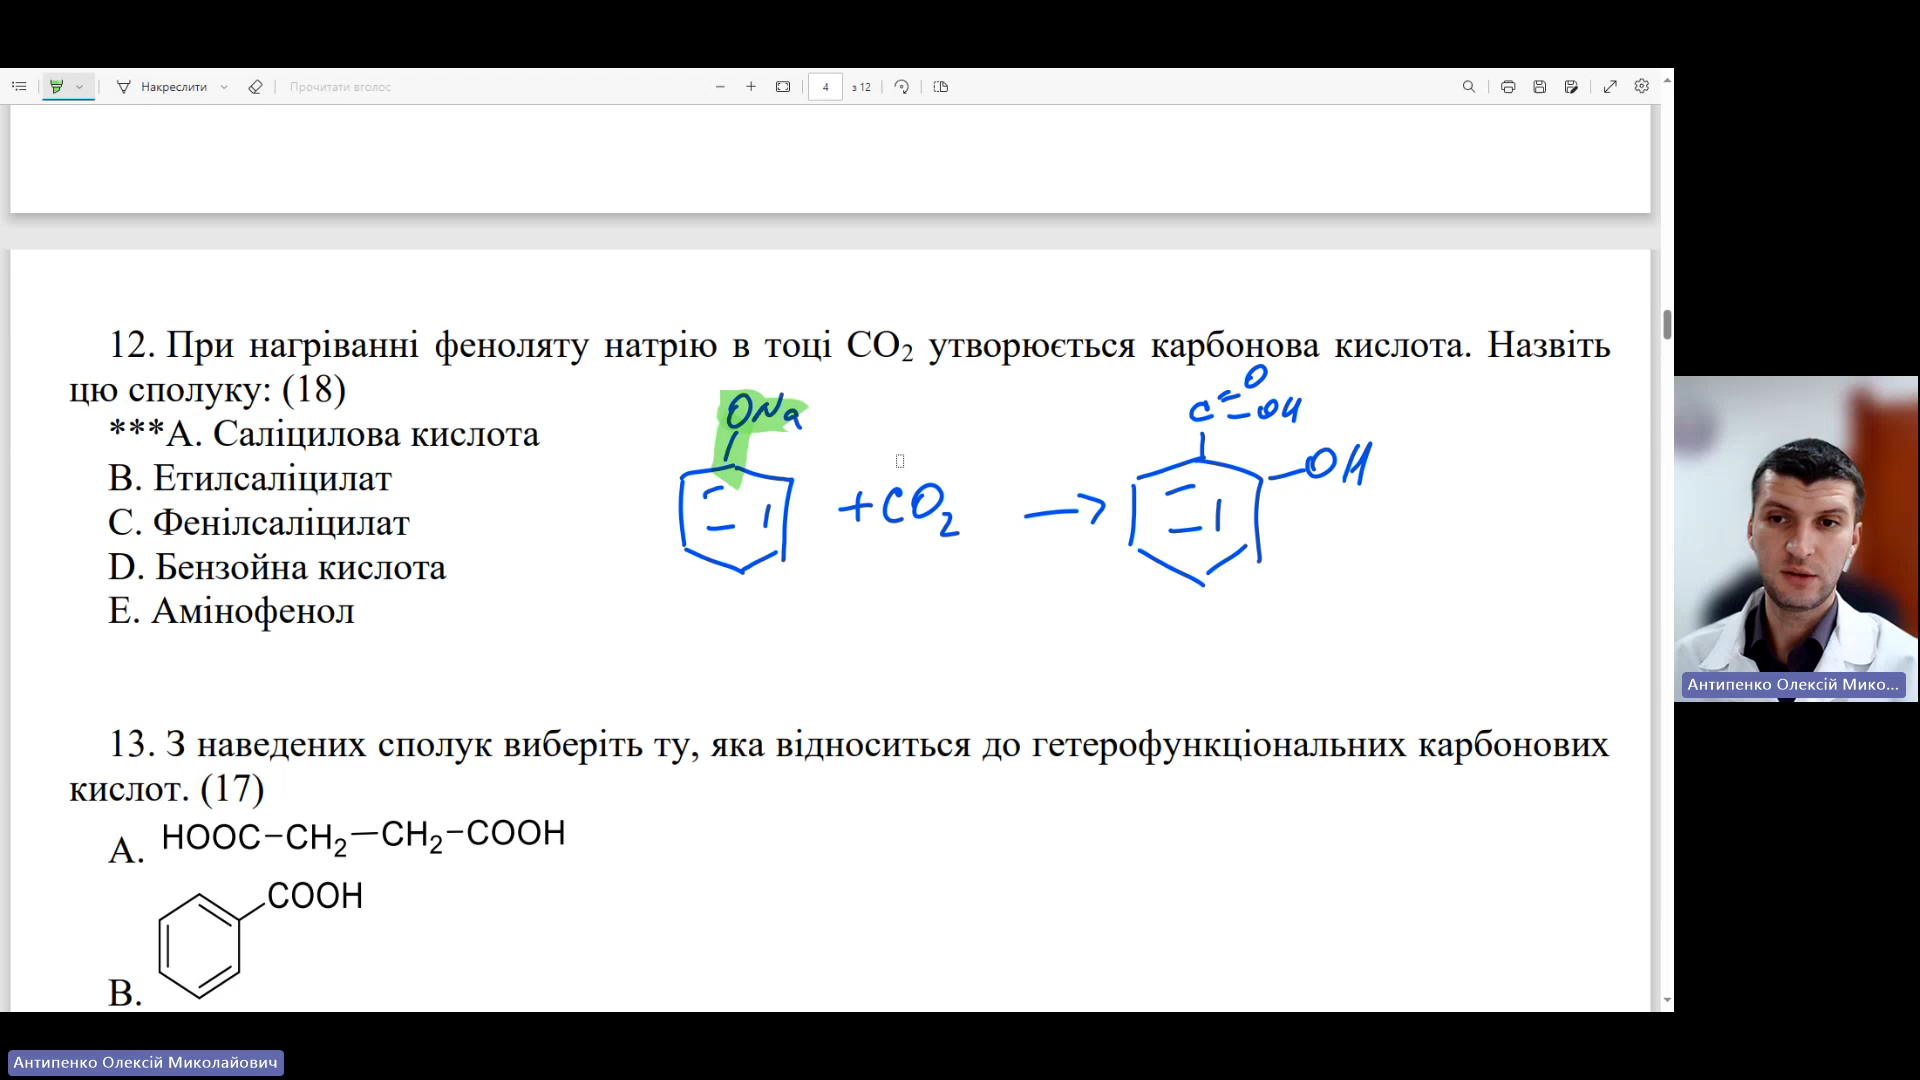 Накреслити
Прочитати вголос
4
з 12
12. При нагріванні феноляту натрію в тоці CO₂ утворюється карбонова кислота. Назвіть
цю сполуку: (18)
***A. Саліцилова кислота
B. Етилсаліцилат
C. Фенілсаліцилат
D. Бензойна кислота
E. Амінофенол
ONa
+CO₂
O
C
OH
OH
13. З наведених сполук виберіть ту, яка відноситься до гетерофункціональних карбонових
кислот. (17)
A. HOOC–CH₂–CH₂–COOH
COOH
B.
Антипенко Олексій Мико...
Антипенко Олексій Миколайович